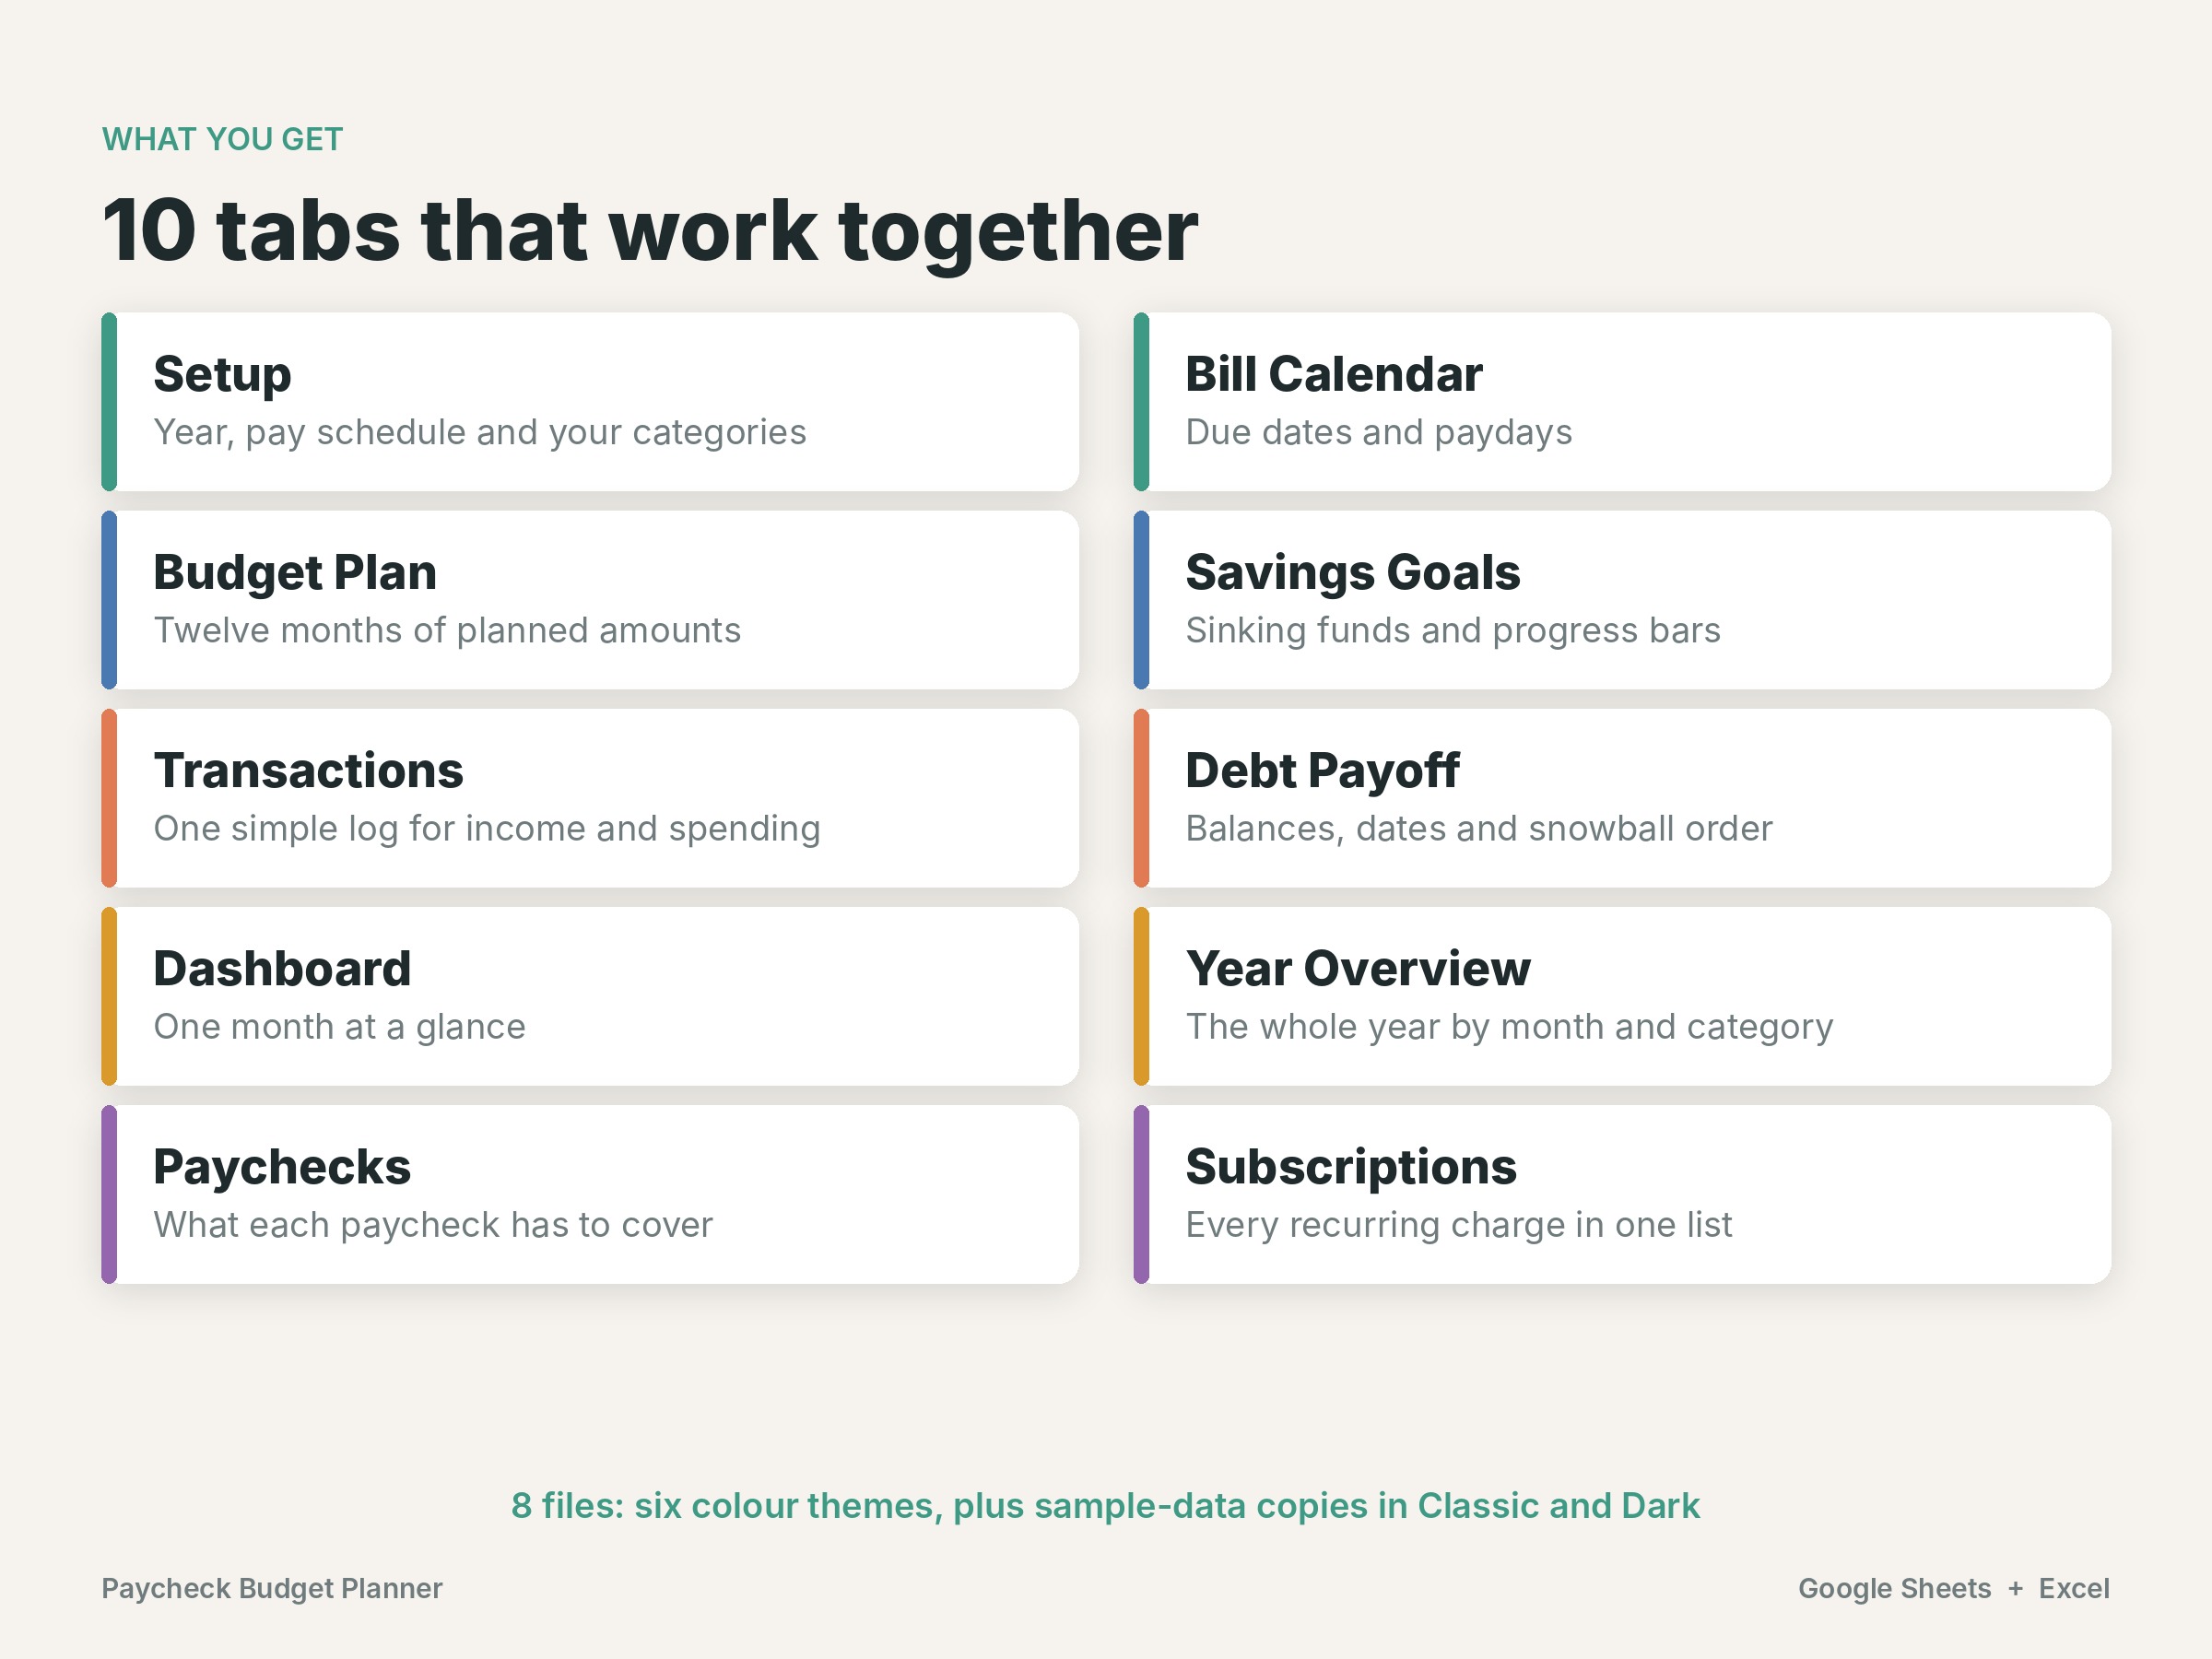 WHAT YOU GET
10 tabs that work together
Setup
Year, pay schedule and your categories
Budget Plan
Twelve months of planned amounts
Transactions
One simple log for income and spending
Dashboard
One month at a glance
Paychecks
What each paycheck has to cover
Bill Calendar
Due dates and paydays
Savings Goals
Sinking funds and progress bars
Debt Payoff
Balances, dates and snowball order
Year Overview
The whole year by month and category
Subscriptions
Every recurring charge in one list
8 files: six colour themes, plus sample-data copies in Classic and Dark
Paycheck Budget Planner
Google Sheets + Excel